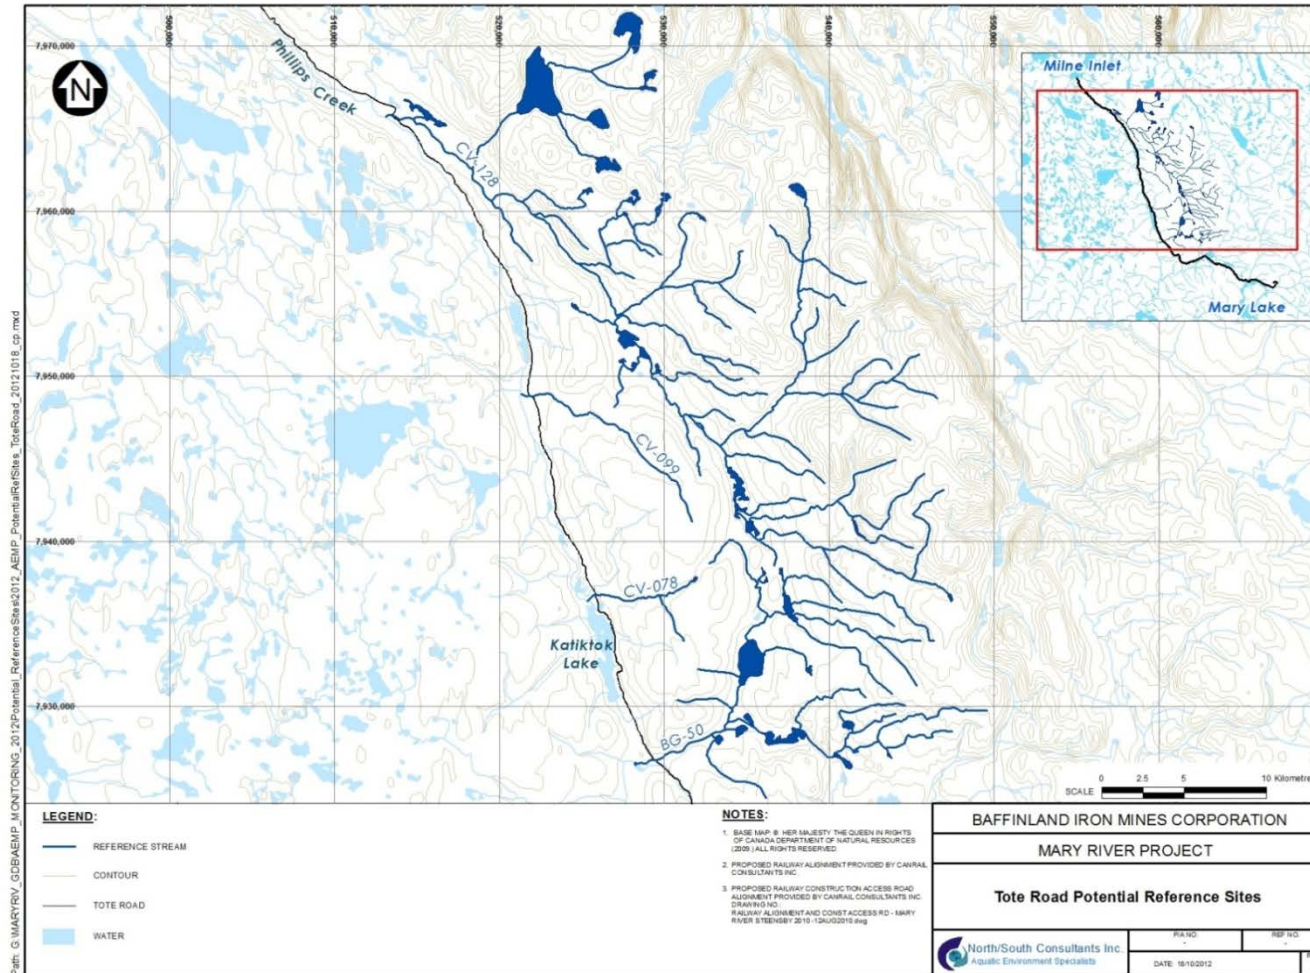 500,000
510,000
520,000
530,000
540,000
550,000
560,000
7,970,000
7,960,000
7,950,000
7,940,000
7,930,000
N
Phillips Creek
CV-128
CV-099
CV-078
Katiktok
Lake
BG-50
Milne Inlet
Mary Lake
0 2.5 5 10 Kilometre
SCALE
LEGEND:
REFERENCE STREAM
CONTOUR
TOTE ROAD
WATER
NOTES:
1. BASE MAP: © HER MAJESTY THE QUEEN IN RIGHTS
OF CANADA DEPARTMENT OF NATURAL RESOURCES
(2009.) ALL RIGHTS RESERVED
2. PROPOSED RAILWAY ALIGNMENT PROVIDED BY CANRAIL
CONSULTANTS INC.
3. PROPOSED RAILWAY CONSTRUCTION ACCESS ROAD
ALIGNMENT PROVIDED BY CANRAIL CONSULTANTS INC.
DRAWING NO.:
RAILWAY ALIGNMENT AND CONST ACCESS RD - MARY
RIVER STEENSBY 2010 -12AUG2010.dwg
BAFFINLAND IRON MINES CORPORATION
MARY RIVER PROJECT
Tote Road Potential Reference Sites
North/South Consultants Inc.
Aquatic Environment Specialists
P/A NO.
-
REF NO.
-
DATE: 18/10/2012